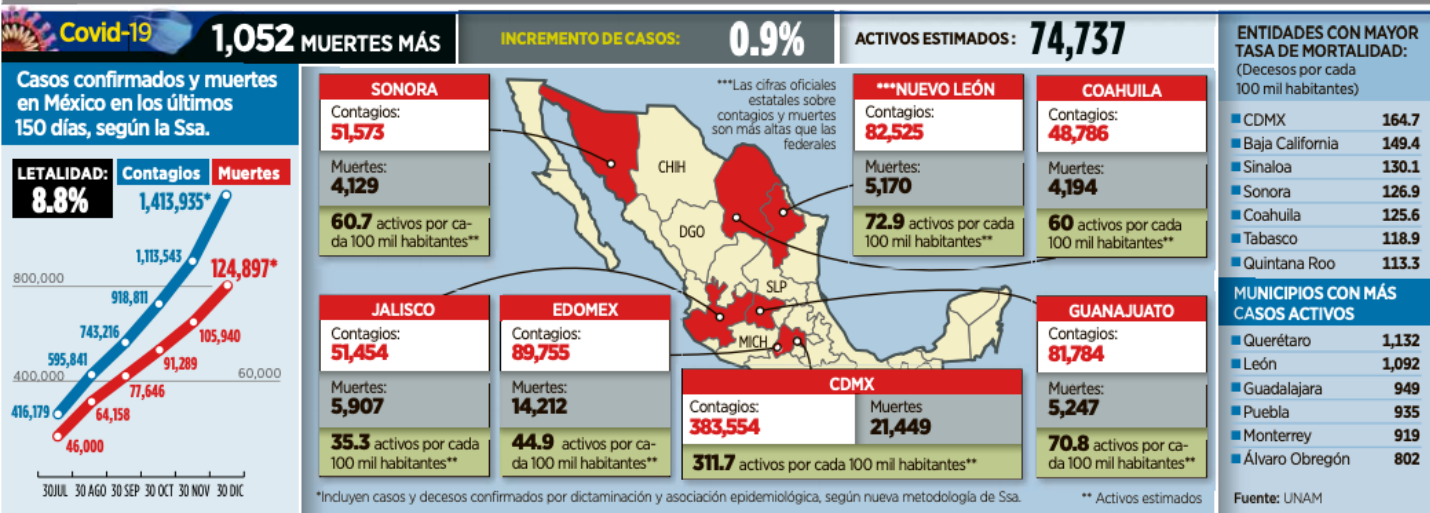 Covid-19
1,052 MUERTES MÁS
INCREMENTO DE CASOS: 0.9%
ACTIVOS ESTIMADOS: 74,737
Casos confirmados y muertes
en México en los últimos
150 días, según la Ssa.
LETALIDAD:
8.8%
Contagios
Muertes
1,413,935*
1,113,543
124,897*
800,000
918,811
743,216
105,940
595,841
91,289
400,000
60,000
77,646
416,179
64,158
46,000
30JUL 30 AGO 30 SEP 30 OCT 30 NOV 30 DIC
SONORA
Contagios:
51,573
Muertes:
4,129
60.7 activos por ca-
da 100 mil habitantes**
***Las cifras oficiales
estatales sobre
contagios y muertes
son más altas que las
federales
***NUEVO LEÓN
Contagios:
82,525
Muertes:
5,170
72.9 activos por cada
100 mil habitantes**
COAHUILA
Contagios:
48,786
Muertes:
4,194
60 activos por cada
100 mil habitantes**
CHIH
DGO
SLP
MICH
JALISCO
Contagios:
51,454
Muertes:
5,907
35.3 activos por cada
100 mil habitantes**
EDOMEX
Contagios:
89,755
Muertes:
14,212
44.9 activos por ca-
da 100 mil habitantes**
CDMX
Contagios:
383,554
Muertes
21,449
311.7 activos por cada 100 mil habitantes**
GUANAJUATO
Contagios:
81,784
Muertes:
5,247
70.8 activos por ca-
da 100 mil habitantes**
*Incluyen casos y decesos confirmados por dictaminación y asociación epidemiológica, según nueva metodología de Ssa.
** Activos estimados
ENTIDADES CON MAYOR
TASA DE MORTALIDAD:
(Decesos por cada
100 mil habitantes)
CDMX 164.7
Baja California 149.4
Sinaloa 130.1
Sonora 126.9
Coahuila 125.6
Tabasco 118.9
Quintana Roo 113.3
MUNICIPIOS CON MÁS
CASOS ACTIVOS
Querétaro 1,132
León 1,092
Guadalajara 949
Puebla 935
Monterrey 919
Álvaro Obregón 802
Fuente: UNAM